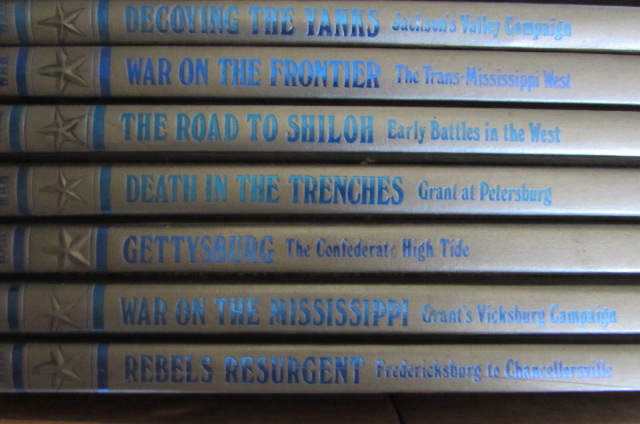 DECOYING THE YANKS Jackson's Valley Campaign
WAR ON THE FRONTIER The Trans-Mississippi West
THE ROAD TO SHILOH Early Battles in the West
DEATH IN THE TRENCHES Grant at Petersburg
GETTYSBURG The Confederate High Tide
WAR ON THE MISSISSIPPI Grant's Vicksburg Campaign
REBELS RESURGENT Fredericksburg to Chancellorsville